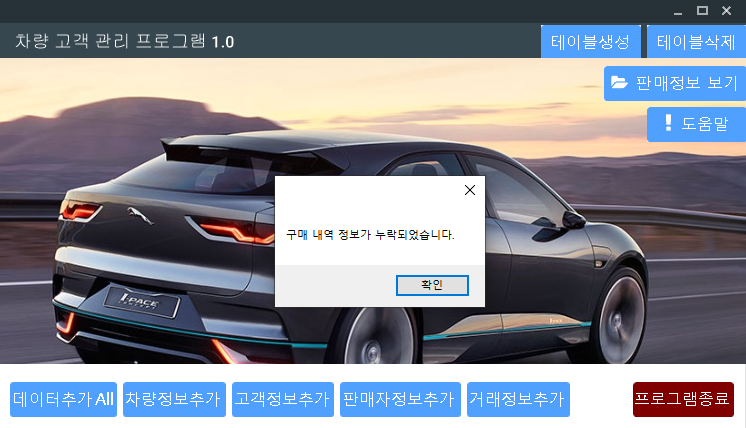 차량 고객 관리 프로그램 1.0
테이블생성
테이블삭제
판매정보 보기
도움말
구매 내역 정보가 누락되었습니다.
확인
I-PACE
CONCEPT
I-PACE
데이터추가 All
차량정보추가
고객정보추가
판매자정보추가
거래정보추가
프로그램종료